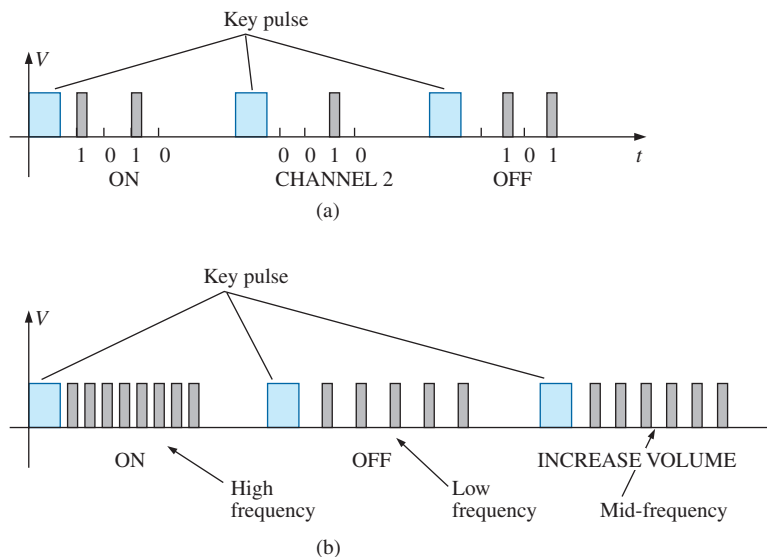 Key pulse
V
1 0 1 0 0 0 1 0 1 0 1 t
ON CHANNEL 2 OFF
(a)
Key pulse
V
ON OFF INCREASE VOLUME
High frequency
Low frequency
Mid-frequency
(b)